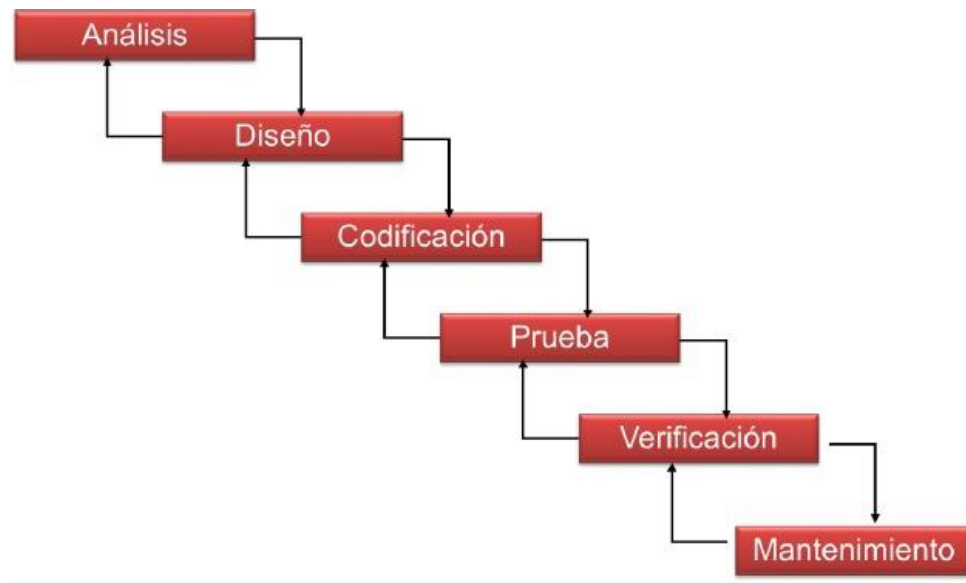 Análisis
Diseño
Codificación
Prueba
Verificación
Mantenimiento